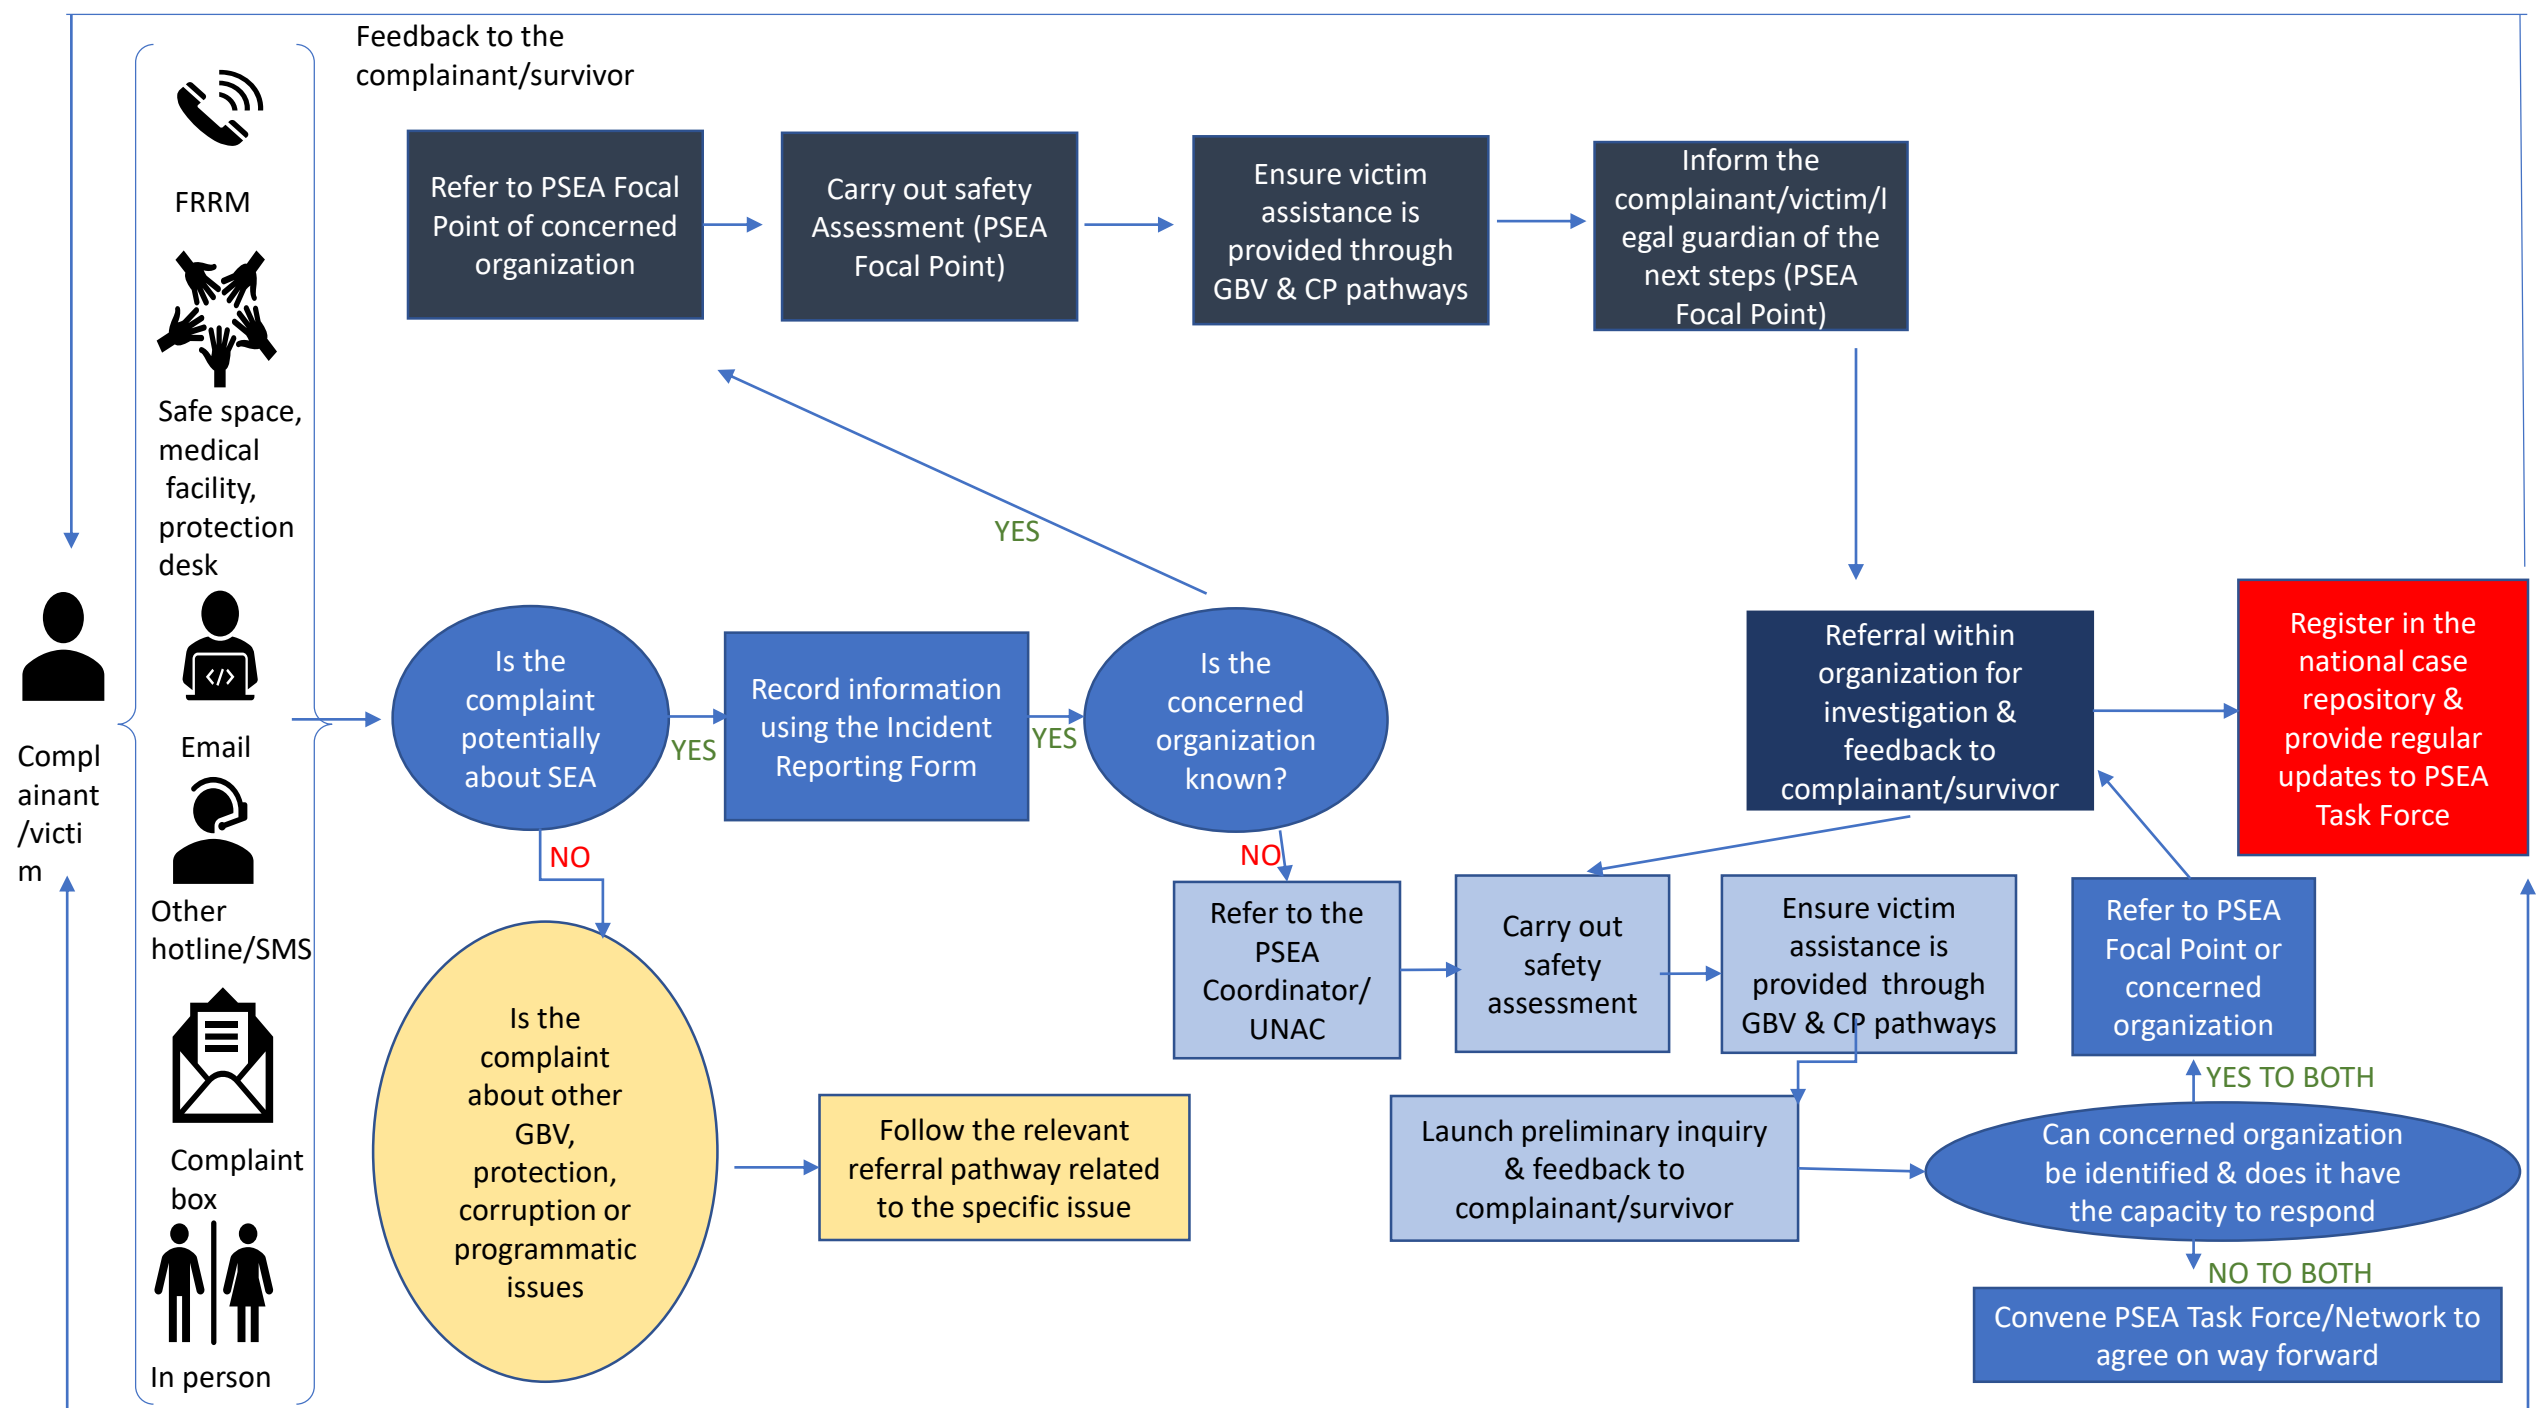 Feedback to the
complainant/survivor
FRRM
Safe space,
medical
facility,
protection
desk
Email
Other
hotline/SMS
Complaint
box
In person
Compl
ainant
/victi
m
Refer to PSEA Focal
Point of concerned
organization
Carry out safety
Assessment (PSEA
Focal Point)
Ensure victim
assistance is
provided through
GBV & CP pathways
Inform the
complainant/victim/l
egal guardian of the
next steps (PSEA
Focal Point)
YES
Is the
complaint
potentially
about SEA
YES
Record information
using the Incident
Reporting Form
YES
Is the
concerned
organization
known?
Referral within
organization for
investigation &
feedback to
complainant/survivor
Register in the
national case
repository &
provide regular
updates to PSEA
Task Force
NO
NO
Refer to the
PSEA
Coordinator/
UNAC
Carry out
safety
assessment
Ensure victim
assistance is
provided through
GBV & CP pathways
Refer to PSEA
Focal Point or
concerned
organization
Is the
complaint
about other
GBV,
protection,
corruption or
programmatic
issues
Follow the relevant
referral pathway related
to the specific issue
Launch preliminary inquiry
& feedback to
complainant/survivor
YES TO BOTH
Can concerned organization
be identified & does it have
the capacity to respond
NO TO BOTH
Convene PSEA Task Force/Network to
agree on way forward